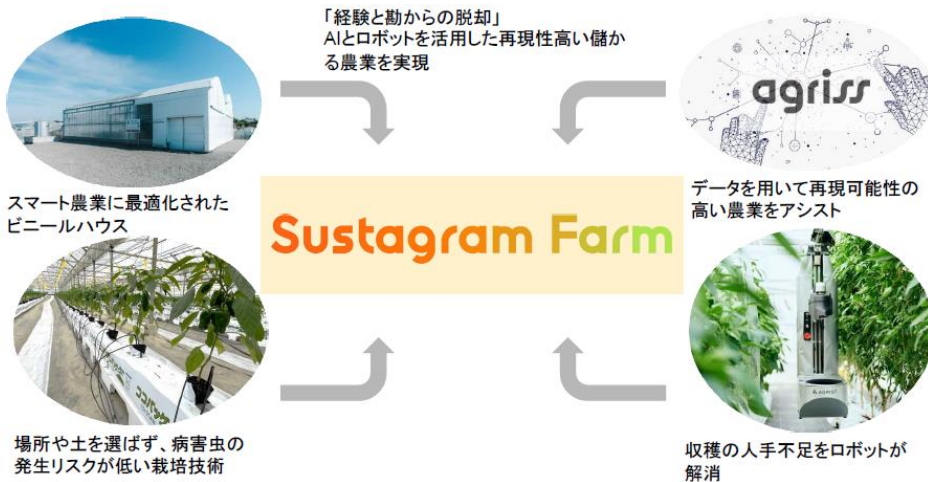 「経験と勘からの脱却」
AIとロボットを活用した再現性高い儲か
る農業を実現
agriss
スマート農業に最適化された
ビニールハウス
データを用いて再現可能性の
高い農業をアシスト
Sustagram Farm
ココバッグ
AGRIST
場所や土を選ばず、病害虫の
発生リスクが低い栽培技術
収穫の人手不足をロボットが
解消